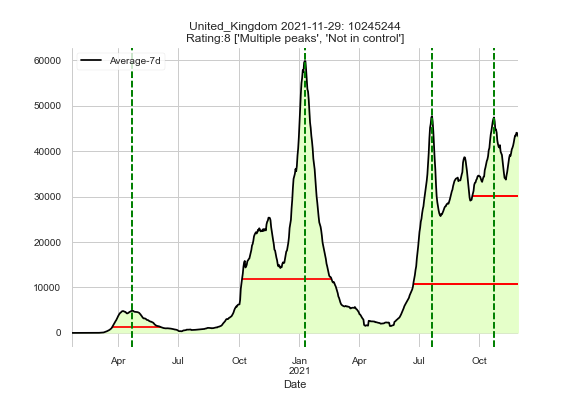 United_Kingdom 2021-11-29: 10245244
Rating:8 ['Multiple peaks', 'Not in control']
Average-7d
60000
50000
40000
30000
20000
10000
0
Apr Jul Oct Jan Apr Jul Oct
2021
Date